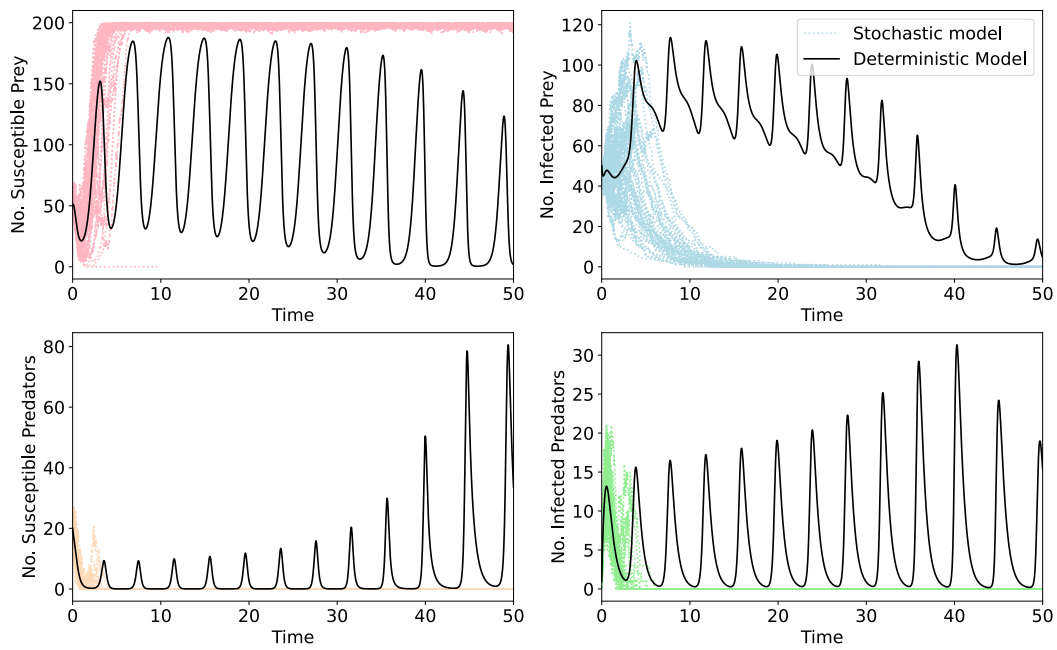 No. Susceptible Prey
200
150
100
50
0
0 10 20 30 40 50
Time
No. Infected Prey
120
100
80
60
40
20
0
0 10 20 30 40 50
Time
Stochastic model
Deterministic Model
No. Susceptible Predators
80
60
40
20
0
0 10 20 30 40 50
Time
No. Infected Predators
30
25
20
15
10
5
0
0 10 20 30 40 50
Time